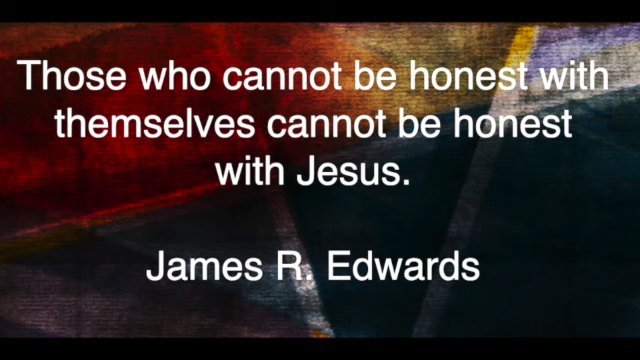 Those who cannot be honest with
themselves cannot be honest
with Jesus.
James R. Edwards